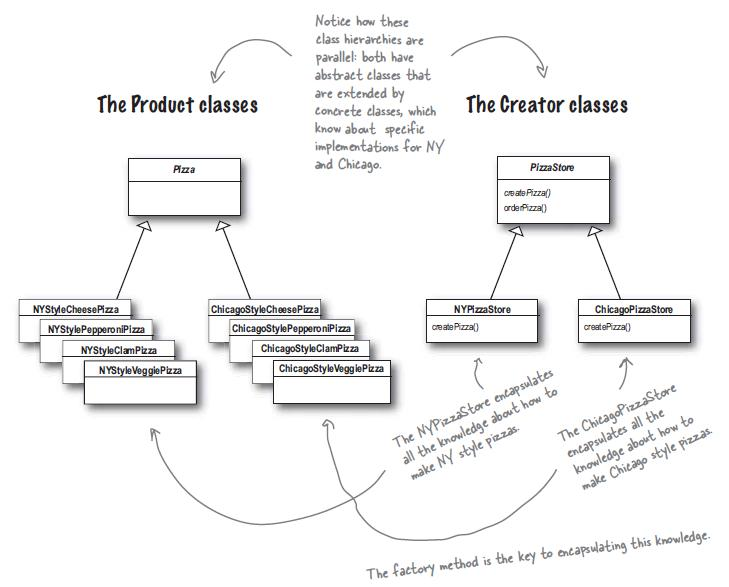 Notice how these
class hierarchies are
parallel: both have
abstract classes that
are extended by
concrete classes, which
know about specific
implementations for NY
and Chicago.
The Product classes
The Creator classes
Pizza
PizzaStore
createPizza()
orderPizza()
NYStyleCheesePizza
NYStylePepperoniPizza
NYStyleClamPizza
NYStyleVeggiePizza
ChicagoStyleCheesePizza
ChicagoStylePepperoniPizza
ChicagoStyleClamPizza
ChicagoStyleVeggiePizza
NYPizzaStore
createPizza()
ChicagoPizzaStore
createPizza()
The NYPizzaStore encapsulates
all the knowledge about how to
make NY style pizzas.
The ChicagoPizzaStore
encapsulates all the
knowledge about how to
make Chicago style pizzas.
The factory method is the key to encapsulating this knowledge.